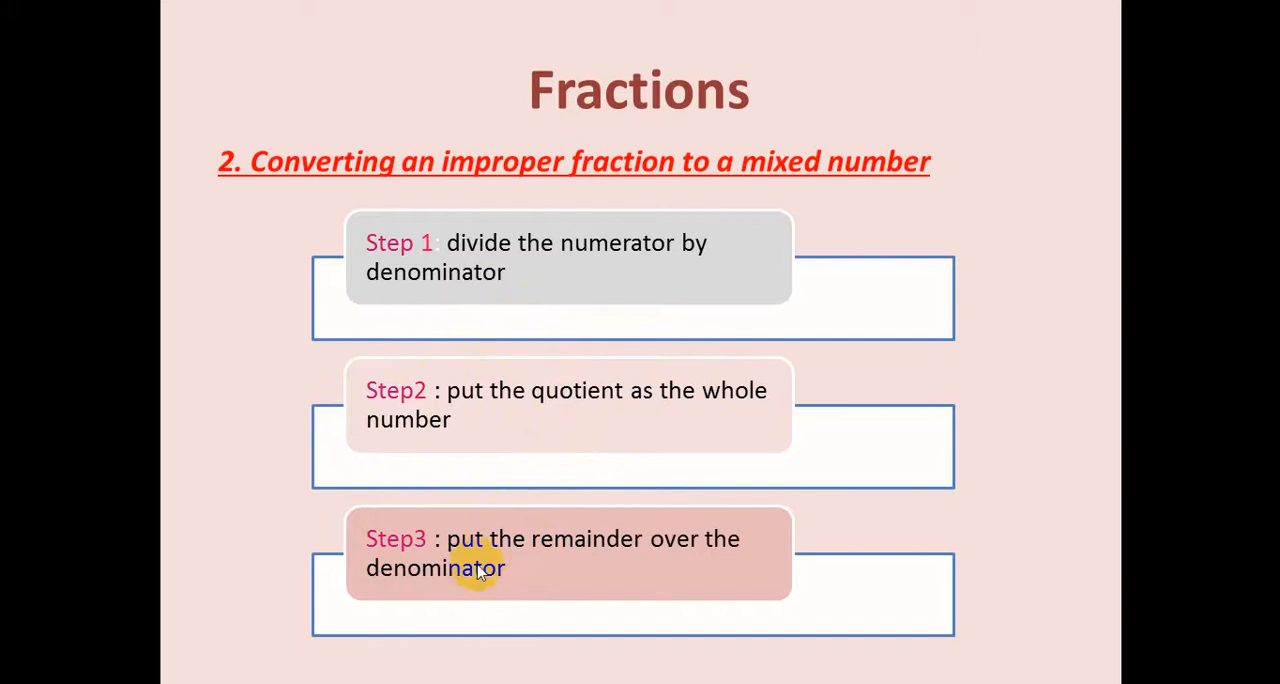 Fractions
2. Converting an improper fraction to a mixed number
Step 1: divide the numerator by
denominator
Step2 : put the quotient as the whole
number
Step3 : put the remainder over the
denominator